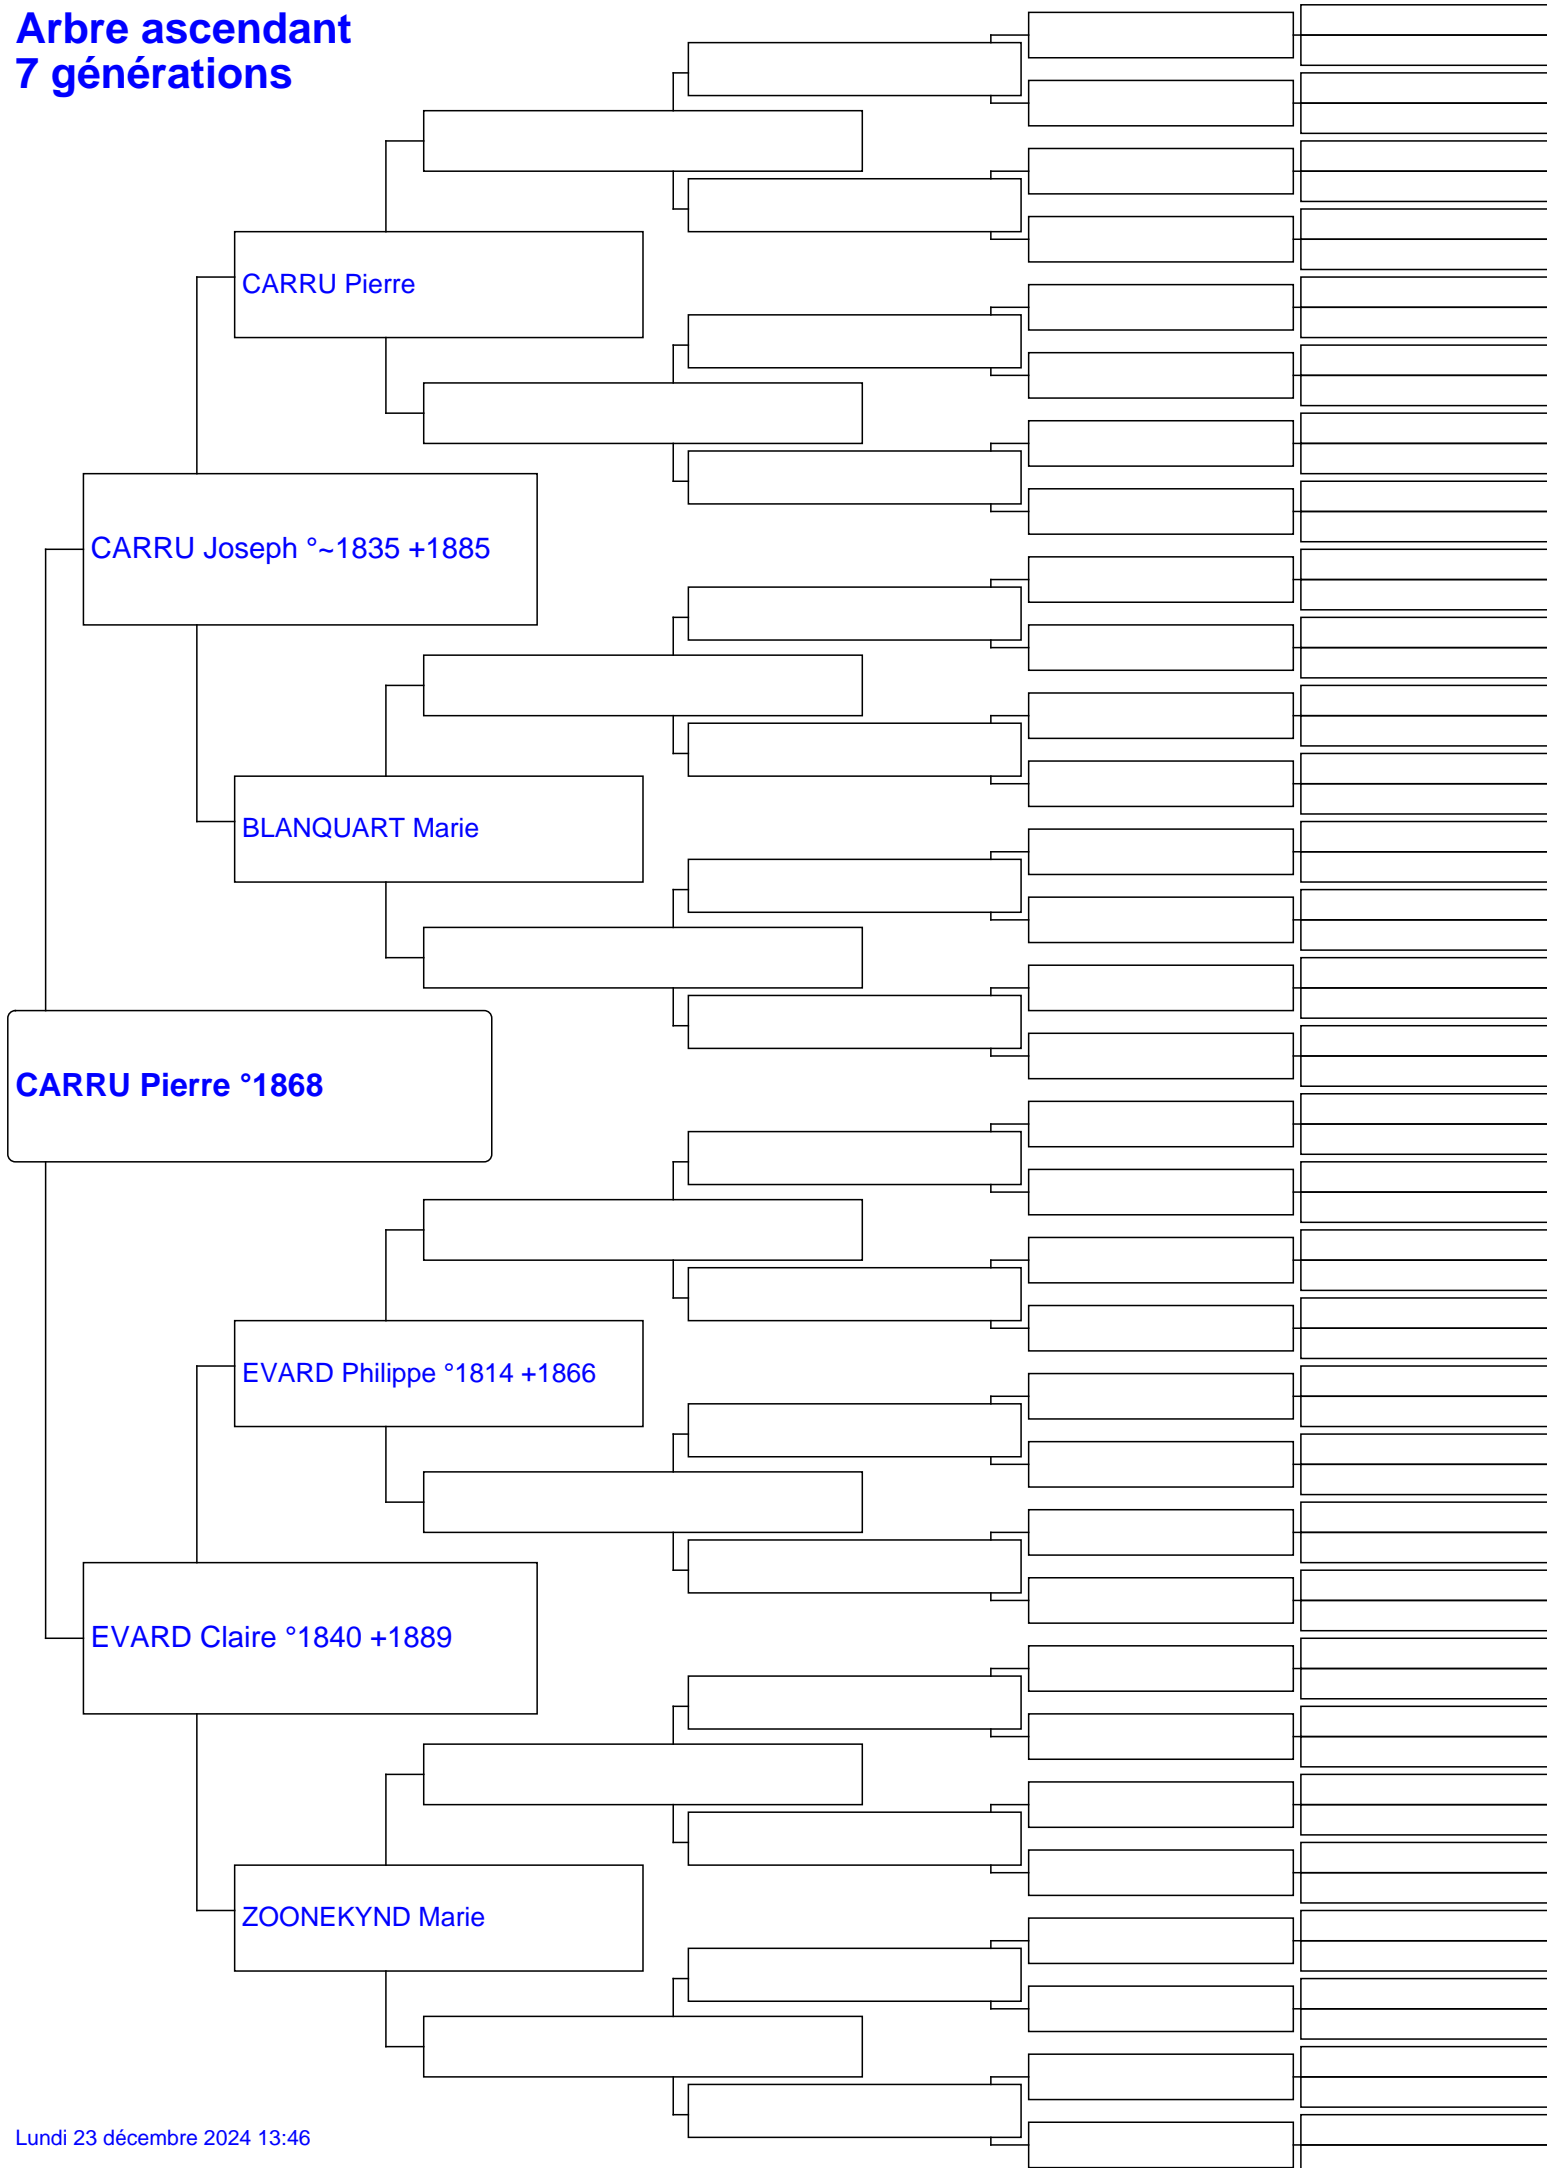 Arbre ascendant
7 générations
CARRU Pierre
CARRU Joseph °~1835 +1885
BLANQUART Marie
CARRU Pierre °1868
EVARD Philippe °1814 +1866
EVARD Claire °1840 +1889
ZOONEKYND Marie
Lundi 23 décembre 2024 13:46